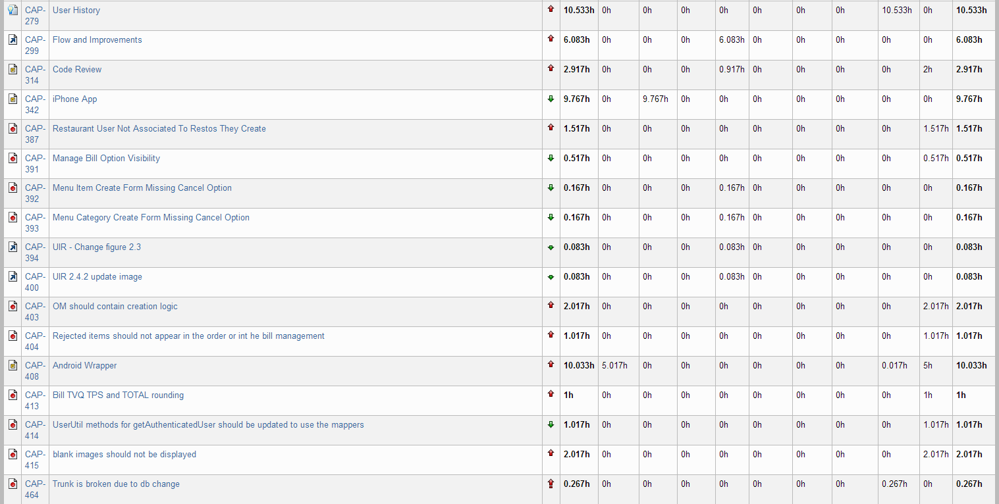 CAP-279 User History 10.533h 0h 0h 0h 0h 0h 0h 0h 10.533h 0h 10.533h
CAP-299 Flow and Improvements 6.083h 0h 0h 0h 6.083h 0h 0h 0h 0h 0h 6.083h
CAP-314 Code Review 2.917h 0h 0h 0h 0.917h 0h 0h 0h 0h 2h 2.917h
CAP-342 iPhone App 9.767h 0h 9.767h 0h 0h 0h 0h 0h 0h 0h 9.767h
CAP-387 Restaurant User Not Associated To Restos They Create 1.517h 0h 0h 0h 0h 0h 0h 0h 0h 1.517h 1.517h
CAP-391 Manage Bill Option Visibility 0.517h 0h 0h 0h 0h 0h 0h 0h 0h 0.517h 0.517h
CAP-392 Menu Item Create Form Missing Cancel Option 0.167h 0h 0h 0h 0.167h 0h 0h 0h 0h 0h 0.167h
CAP-393 Menu Category Create Form Missing Cancel Option 0.167h 0h 0h 0h 0.167h 0h 0h 0h 0h 0h 0.167h
CAP-394 UIR - Change figure 2.3 0.083h 0h 0h 0h 0.083h 0h 0h 0h 0h 0h 0.083h
CAP-400 UIR 2.4.2 update image 0.083h 0h 0h 0h 0.083h 0h 0h 0h 0h 0h 0.083h
CAP-403 OM should contain creation logic 2.017h 0h 0h 0h 0h 0h 0h 0h 0h 2.017h 2.017h
CAP-404 Rejected items should not appear in the order or int he bill management 1.017h 0h 0h 0h 0h 0h 0h 0h 0h 1.017h 1.017h
CAP-408 Android Wrapper 10.033h 5.017h 0h 0h 0h 0h 0h 0h 0.017h 5h 10.033h
CAP-413 Bill TVQ TPS and TOTAL rounding 1h 0h 0h 0h 0h 0h 0h 0h 0h 1h 1h
CAP-414 UserUtil methods for getAuthenticatedUser should be updated to use the mappers 1.017h 0h 0h 0h 0h 0h 0h 0h 0h 1.017h 1.017h
CAP-415 blank images should not be displayed 2.017h 0h 0h 0h 0h 0h 0h 0h 0h 2.017h 2.017h
CAP-464 Trunk is broken due to db change 0.267h 0h 0h 0h 0h 0h 0h 0h 0.267h 0h 0.267h